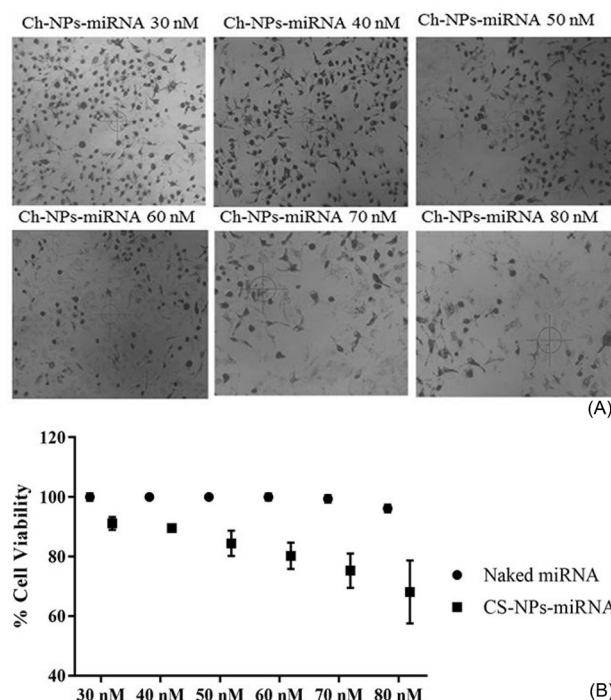 Ch-NPs-miRNA 30 nM Ch-NPs-miRNA 40 nM Ch-NPs-miRNA 50 nM
Ch-NPs-miRNA 60 nM Ch-NPs-miRNA 70 nM Ch-NPs-miRNA 80 nM
(A)
120
100
80
60
40
% Cell Viability
Naked miRNA
CS-NPs-miRNA
30 nM 40 nM 50 nM 60 nM 70 nM 80 nM
(B)